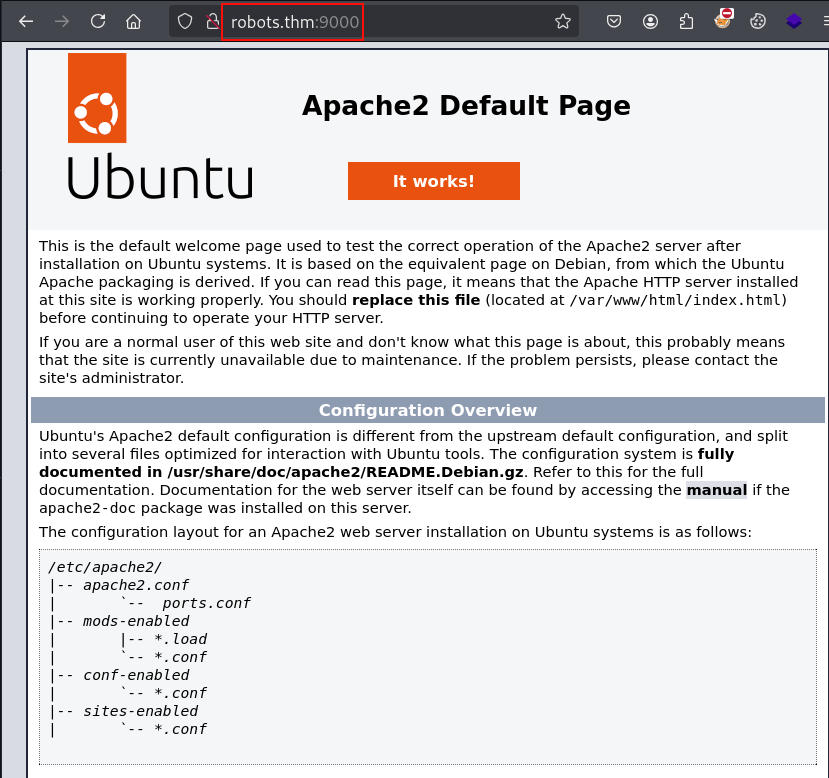 robots.thm:9000
Apache2 Default Page
Ubuntu
It works!
This is the default welcome page used to test the correct operation of the Apache2 server after
installation on Ubuntu systems. It is based on the equivalent page on Debian, from which the Ubuntu
Apache packaging is derived. If you can read this page, it means that the Apache HTTP server installed
at this site is working properly. You should replace this file (located at /var/www/html/index.html)
before continuing to operate your HTTP server.
If you are a normal user of this web site and don't know what this page is about, this probably means
that the site is currently unavailable due to maintenance. If the problem persists, please contact the
site's administrator.
Configuration Overview
Ubuntu's Apache2 default configuration is different from the upstream default configuration, and split
into several files optimized for interaction with Ubuntu tools. The configuration system is fully
documented in /usr/share/doc/apache2/README.Debian.gz. Refer to this for the full
documentation. Documentation for the web server itself can be found by accessing the manual if the
apache2-doc package was installed on this server.
The configuration layout for an Apache2 web server installation on Ubuntu systems is as follows:
/etc/apache2/
|-- apache2.conf
|       `--  ports.conf
|-- mods-enabled
|       |-- *.load
|       `-- *.conf
|-- conf-enabled
|       `-- *.conf
|-- sites-enabled
|       `-- *.conf